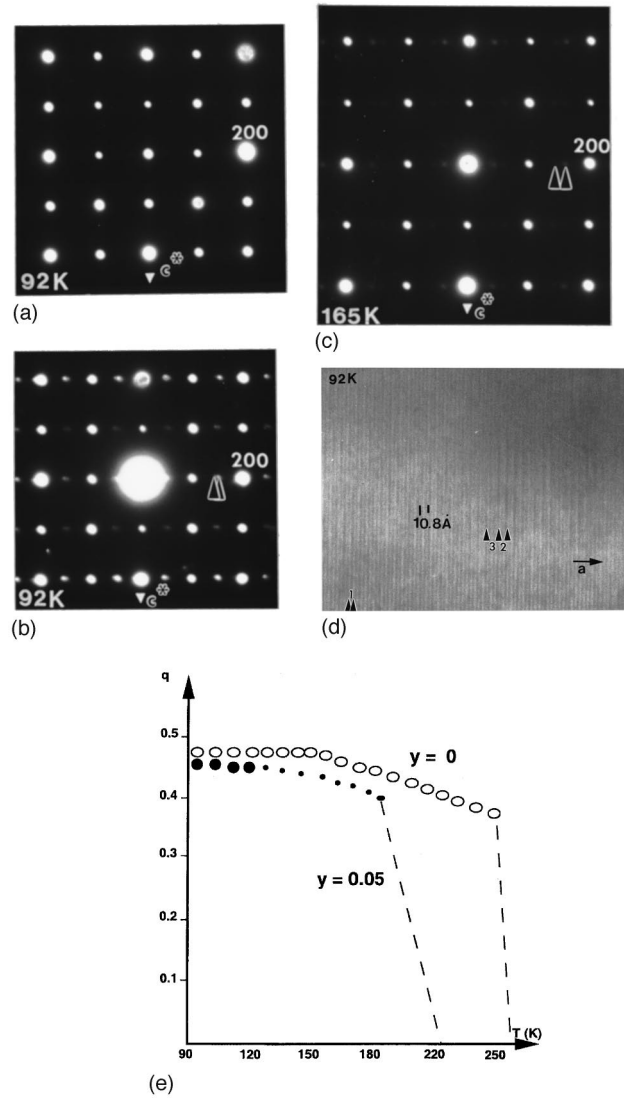 200
92K
c*
(a)
200
165K
c*
(c)
200
92K
c*
(b)
92K
10.8Å
3 2
a
1
(d)
q
0.5
y = 0
0.4
0.3
y = 0.05
0.2
0.1
T (K)
90 120 150 180 220 250
(e)